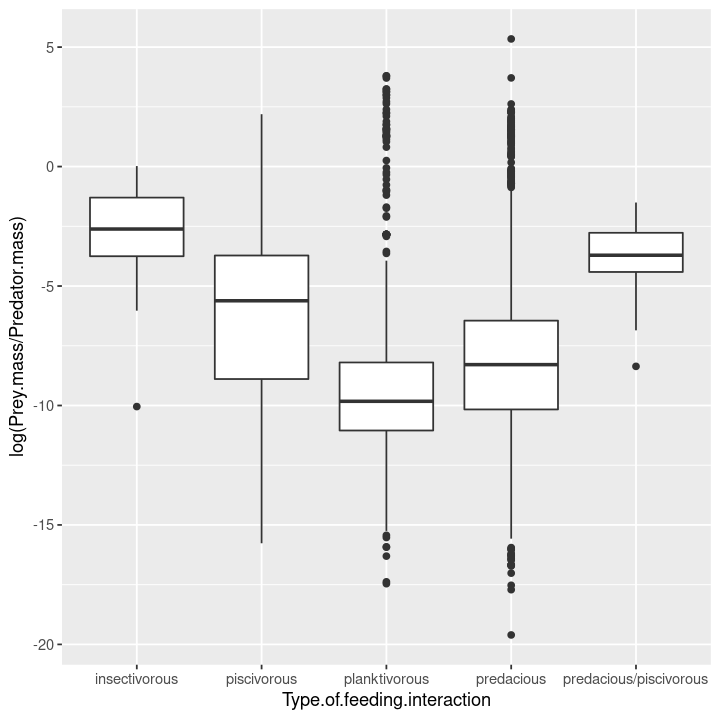 log(Prey.mass/Predator.mass)
5
0
-5
-10
-15
-20
insectivorous piscivorous planktivorous predacious predacious/piscivorous
Type.of.feeding.interaction